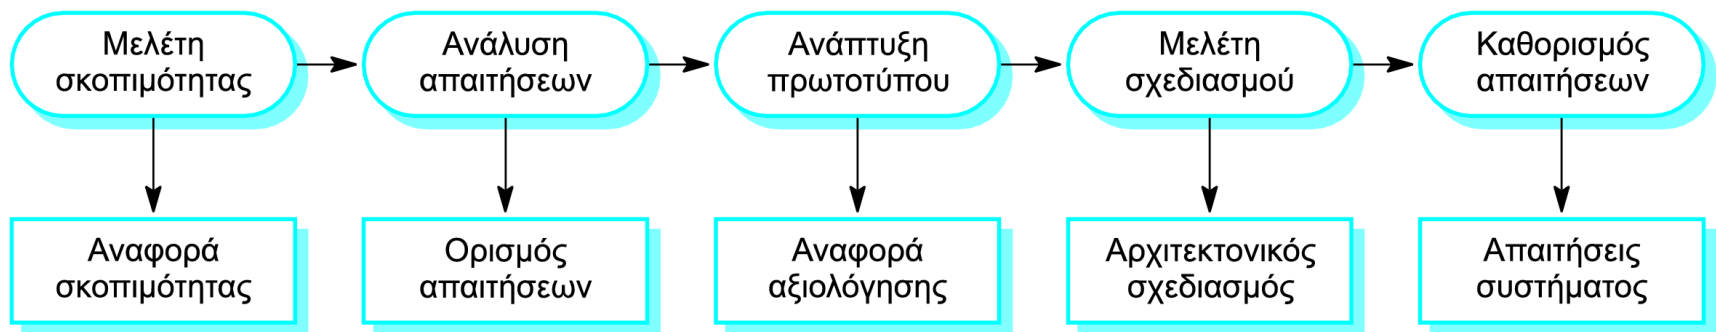 Μελέτη
σκοπιμότητας
Ανάλυση
απαιτήσεων
Ανάπτυξη
πρωτοτύπου
Μελέτη
σχεδιασμού
Καθορισμός
απαιτήσεων
Αναφορά
σκοπιμότητας
Ορισμός
απαιτήσεων
Αναφορά
αξιολόγησης
Αρχιτεκτονικός
σχεδιασμός
Απαιτήσεις
συστήματος